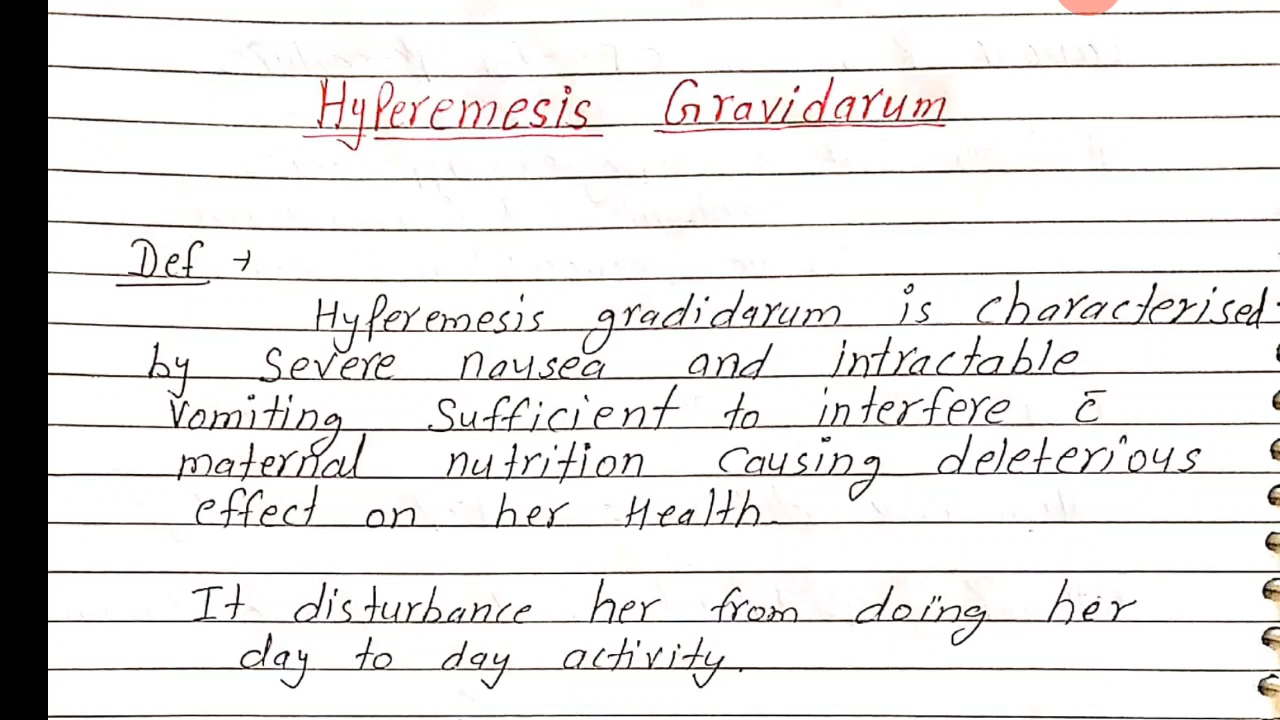 Hyperemesis Gravidarum
Def →
Hyperemesis gradidarum is characterised
by severe nausea and intractable
vomiting sufficient to interfere c̄
maternal nutrition causing deleterious
effect on her Health.
It disturbance her from doing her
day to day activity.